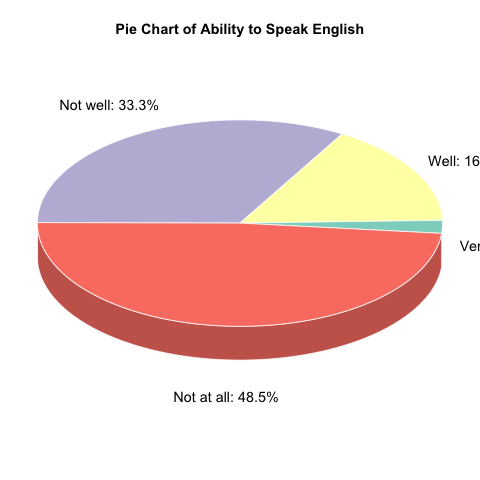 Pie Chart of Ability to Speak English
Not well: 33.3%
Well: 16
Ver
Not at all: 48.5%